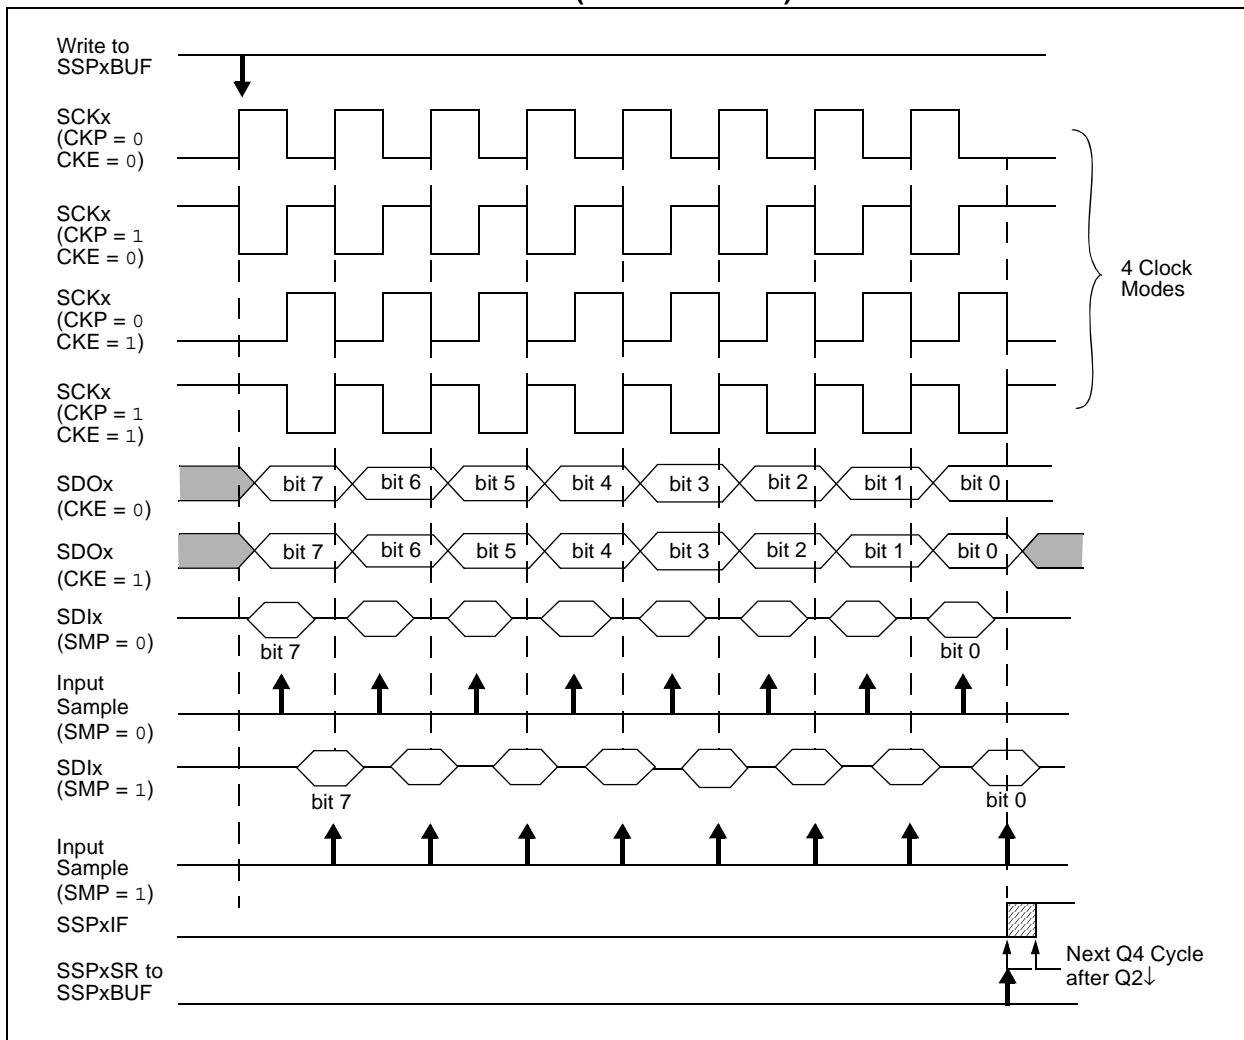 Write to
SSPxBUF
SCKx
(CKP = 0
CKE = 0)
SCKx
(CKP = 1
CKE = 0)
SCKx
(CKP = 0
CKE = 1)
SCKx
(CKP = 1
CKE = 1)
4 Clock
Modes
SDOx
(CKE = 0)
bit 7 bit 6 bit 5 bit 4 bit 3 bit 2 bit 1 bit 0
SDOx
(CKE = 1)
bit 7 bit 6 bit 5 bit 4 bit 3 bit 2 bit 1 bit 0
SDIx
(SMP = 0)
bit 7 bit 0
Input
Sample
(SMP = 0)
SDIx
(SMP = 1)
bit 7 bit 0
Input
Sample
(SMP = 1)
SSPxIF
SSPxSR to
SSPxBUF
Next Q4 Cycle
after Q2↓